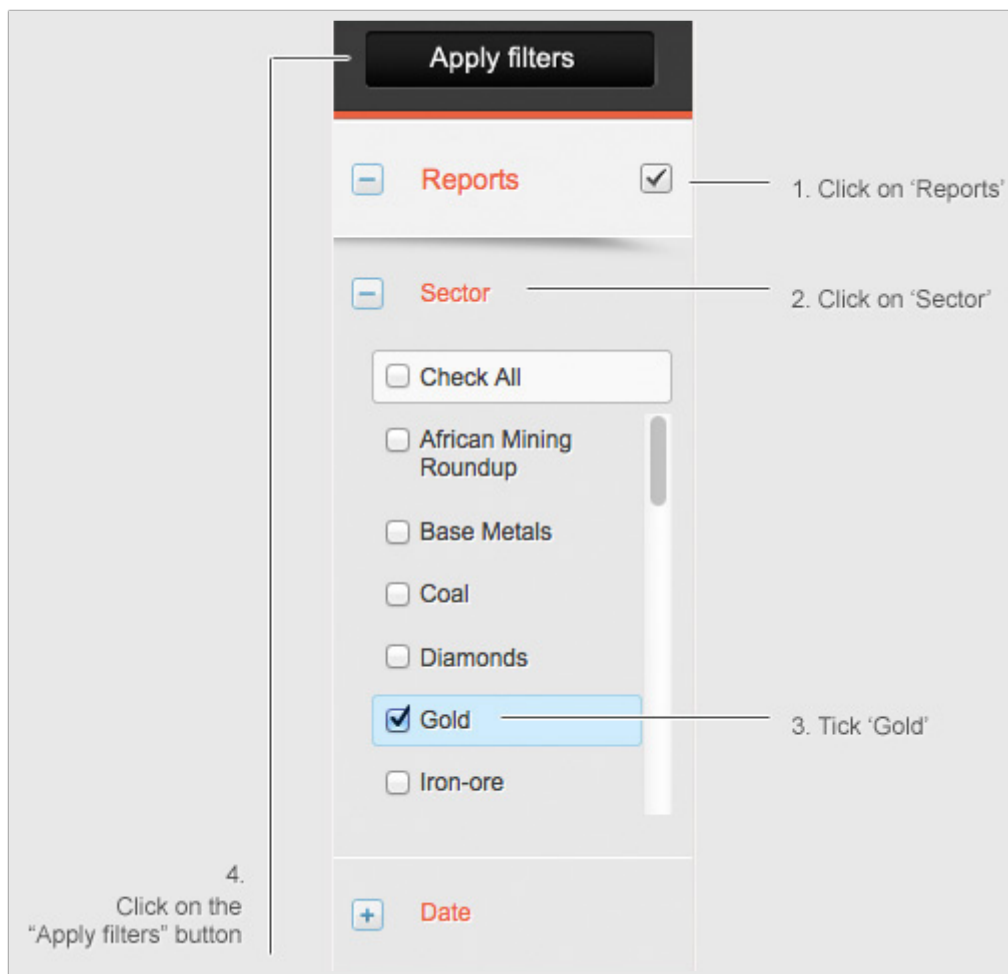 Apply filters
Reports
1. Click on ‘Reports’
Sector
2. Click on ‘Sector’
Check All
African Mining
Roundup
Base Metals
Coal
Diamonds
Gold
3. Tick ‘Gold’
Iron-ore
4.
Click on the
“Apply filters” button
Date